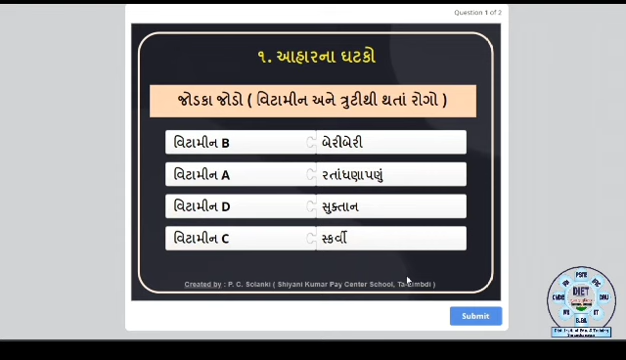 Question 1 of 2
૧. આહારના ઘટકો
જોડકા જોડો ( વિટામીન અને ત્રુટીથી થતાં રોગો )
વિટામીન B બેરીબેરી
વિટામીન A રતાંધણાપણું
વિટામીન D સુક્તાન
વિટામીન C સ્કર્વી
Created by : P. C. Solanki ( Shiyani Kumar Pay Center School, Ta-Limbdi )
Submit
DIET